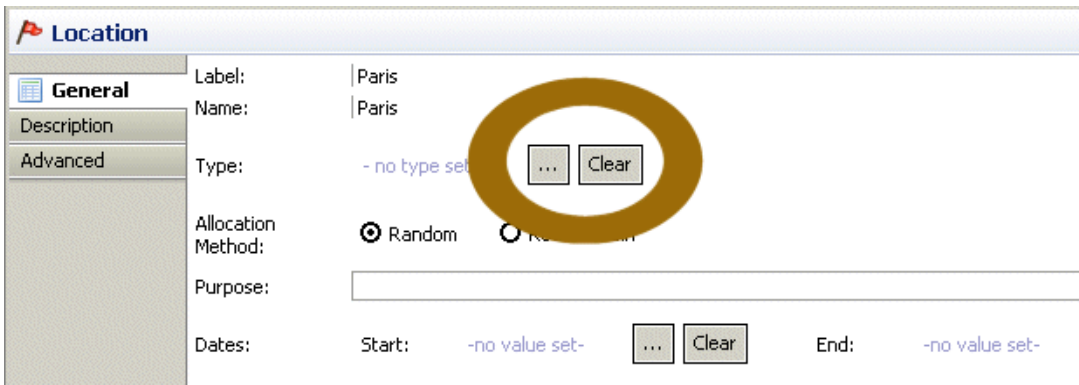 Location
General
Description
Advanced
Label: Paris
Name: Paris
Type: - no type set ... Clear
Allocation Method: Random
Purpose:
Dates: Start: -no value set- ... Clear End: -no value set-